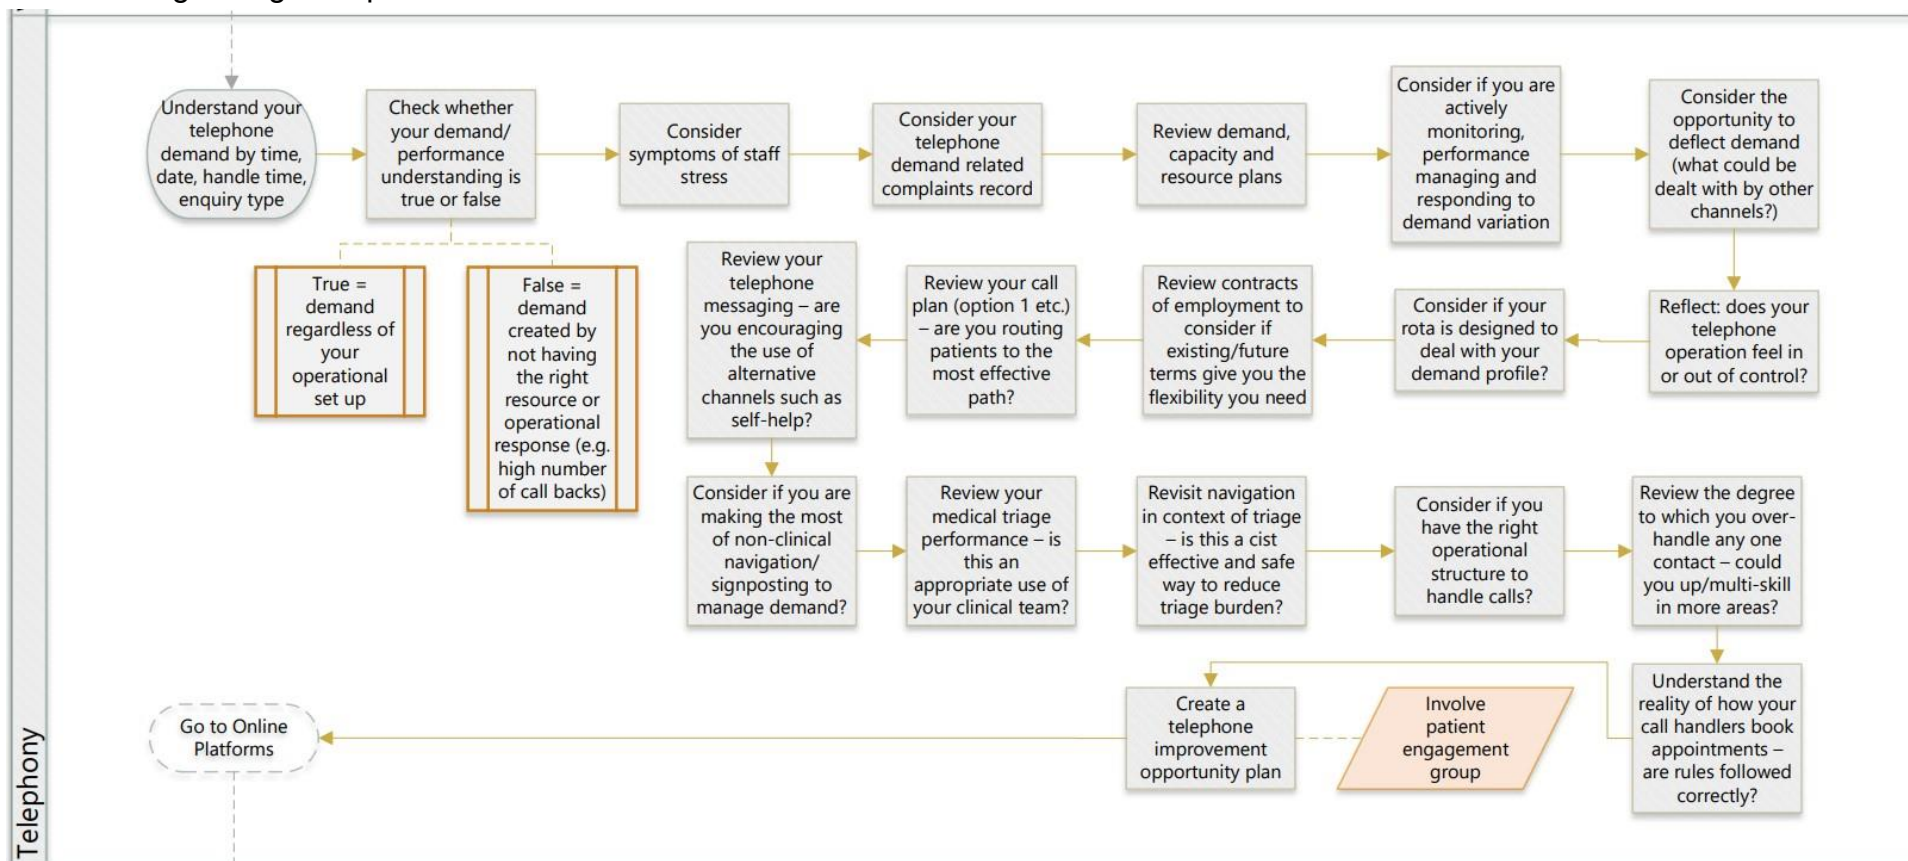 Understand your
telephone
demand by time,
date, handle time,
enquiry type
Check whether
your demand/
performance
understanding is
true or false
Consider
symptoms of staff
stress
Consider your
telephone
demand related
complaints record
Review demand,
capacity and
resource plans
Consider if you are
actively
monitoring,
performance
managing and
responding to
demand variation
Consider the
opportunity to
deflect demand
(what could be
dealt with by other
channels?)
True =
demand
regardless of
your
operational
set up
False =
demand
created by
not having
the right
resource or
operational
response (e.g.
high number
of call backs)
Reflect: does your
telephone
operation feel in
or out of control?
Consider if your
rota is designed to
deal with your
demand profile?
Review contracts
of employment to
consider if
existing/future
terms give you the
flexibility you need
Review your call
plan (option 1 etc.)
– are you routing
patients to the
most effective
path?
Review your
telephone
messaging – are
you encouraging
the use of
alternative
channels such as
self-help?
Consider if you are
making the most
of non-clinical
navigation/
signposting to
manage demand?
Review your
medical triage
performance – is
this an
appropriate use of
your clinical team?
Revisit navigation
in context of triage
– is this a cist
effective and safe
way to reduce
triage burden?
Consider if you
have the right
operational
structure to
handle calls?
Review the degree
to which you over-
handle any one
contact – could
you up/multi-skill
in more areas?
Understand the
reality of how your
call handlers book
appointments –
are rules followed
correctly?
Create a
telephone
improvement
opportunity plan
Involve
patient
engagement
group
Go to Online
Platforms
Telephony